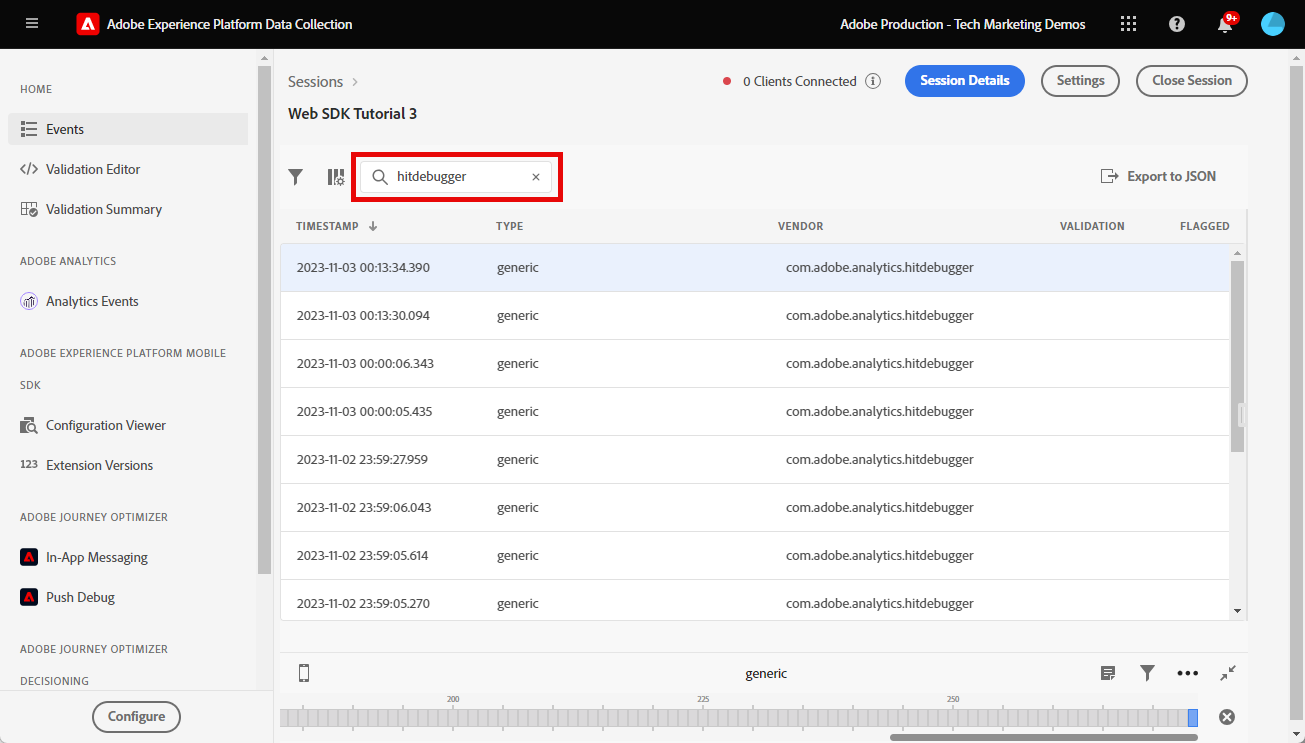 Adobe Experience Platform Data Collection
Adobe Production - Tech Marketing Demos
9+
HOME
Events
Validation Editor
Validation Summary
ADOBE ANALYTICS
Analytics Events
ADOBE EXPERIENCE PLATFORM MOBILE
SDK
Configuration Viewer
123 Extension Versions
ADOBE JOURNEY OPTIMIZER
In-App Messaging
Push Debug
ADOBE JOURNEY OPTIMIZER
DECISIONING
Configure
Sessions
0 Clients Connected
Session Details
Settings
Close Session
Web SDK Tutorial 3
hitdebugger
Export to JSON
TIMESTAMP TYPE VENDOR VALIDATION FLAGGED
2023-11-03 00:13:34.390 generic com.adobe.analytics.hitdebugger
2023-11-03 00:13:30.094 generic com.adobe.analytics.hitdebugger
2023-11-03 00:00:06.343 generic com.adobe.analytics.hitdebugger
2023-11-03 00:00:05.435 generic com.adobe.analytics.hitdebugger
2023-11-02 23:59:27.959 generic com.adobe.analytics.hitdebugger
2023-11-02 23:59:06.043 generic com.adobe.analytics.hitdebugger
2023-11-02 23:59:05.614 generic com.adobe.analytics.hitdebugger
2023-11-02 23:59:05.270 generic com.adobe.analytics.hitdebugger
generic
200 225 250